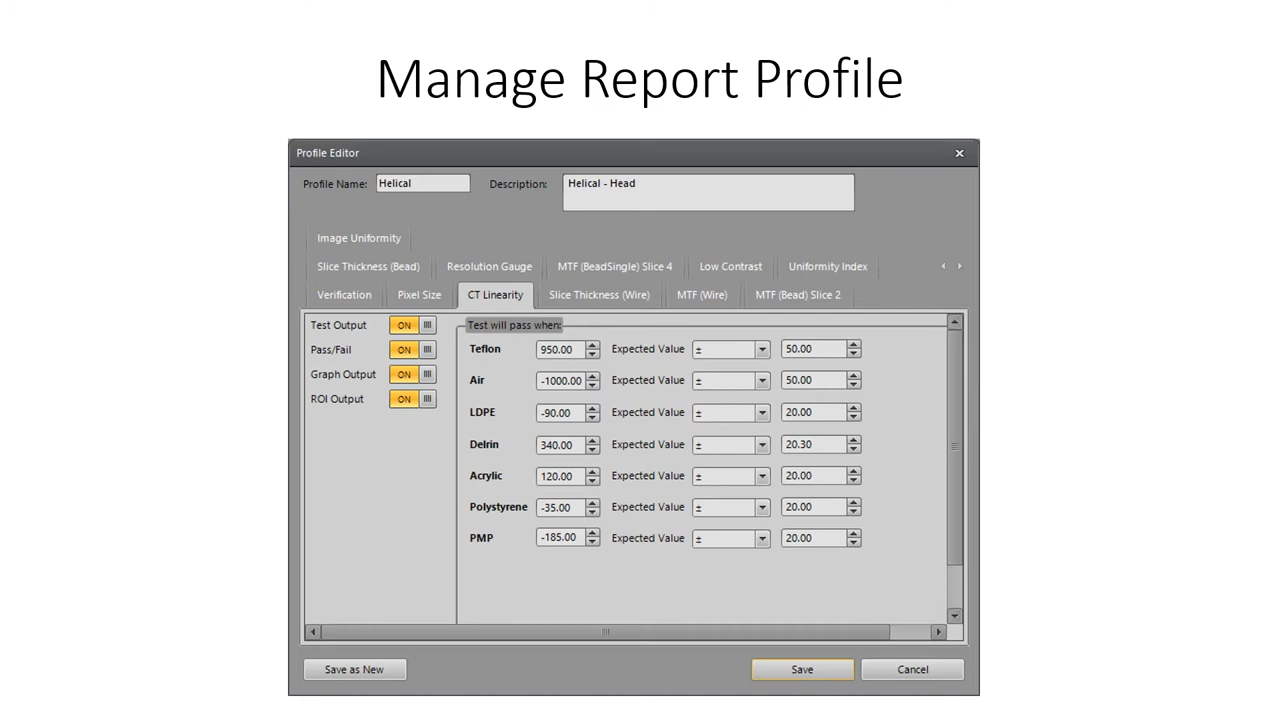 Manage Report Profile
Profile Editor
Profile Name: Helical Description: Helical - Head
Image Uniformity
Slice Thickness (Bead) Resolution Gauge MTF (BeadSingle) Slice 4 Low Contrast Uniformity Index
Verification Pixel Size CT Linearity Slice Thickness (Wire) MTF (Wire) MTF (Bead) Slice 2
Test Output ON
Pass/Fail ON
Graph Output ON
ROI Output ON
Test will pass when:
Teflon 950.00 Expected Value ± 50.00
Air -1000.00 Expected Value ± 50.00
LDPE -90.00 Expected Value ± 20.00
Delrin 340.00 Expected Value ± 20.30
Acrylic 120.00 Expected Value ± 20.00
Polystyrene -35.00 Expected Value ± 20.00
PMP -185.00 Expected Value ± 20.00
Save as New Save Cancel